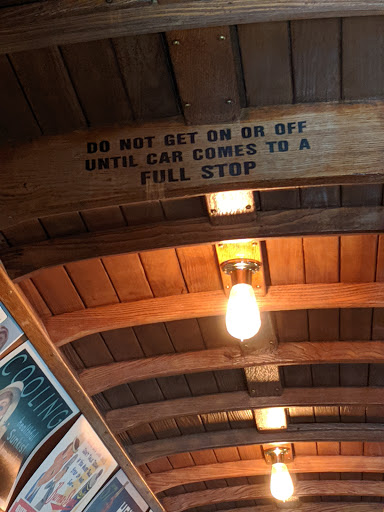 DO NOT GET ON OR OFF
UNTIL CAR COMES TO A
FULL STOP
COOLING